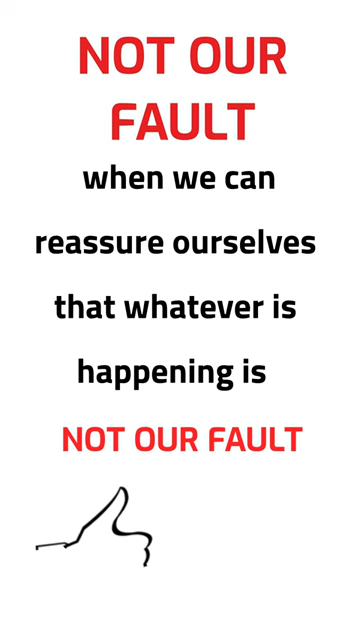 NOT OUR
FAULT
when we can
reassure ourselves
that whatever is
happening is
NOT OUR FAULT